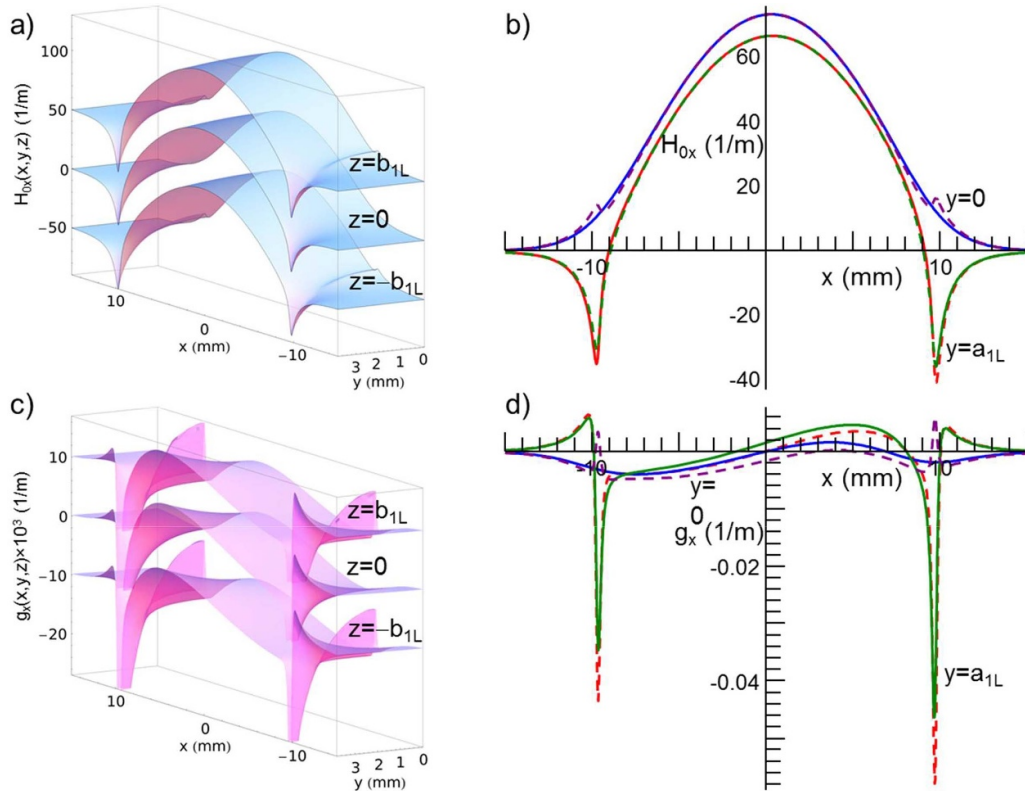 a)
100
50
0
−50
H₀ₓ(x,y,z) (1/m)
z=b₁L
z=0
z=−b₁L
10
0
−10
x (mm)
3 2 1 0
y (mm)
b)
60
40
H₀ₓ (1/m)
20
y=0
-10
10
x (mm)
-20
y=a₁L
-40
c)
10
0
−10
−20
gₓ(x,y,z)×10³ (1/m)
z=b₁L
z=0
z=−b₁L
10
0
−10
x (mm)
3 2 1 0
y (mm)
d)
-10
10
x (mm)
y=
0
gₓ (1/m)
-0.02
-0.04
y=a₁L